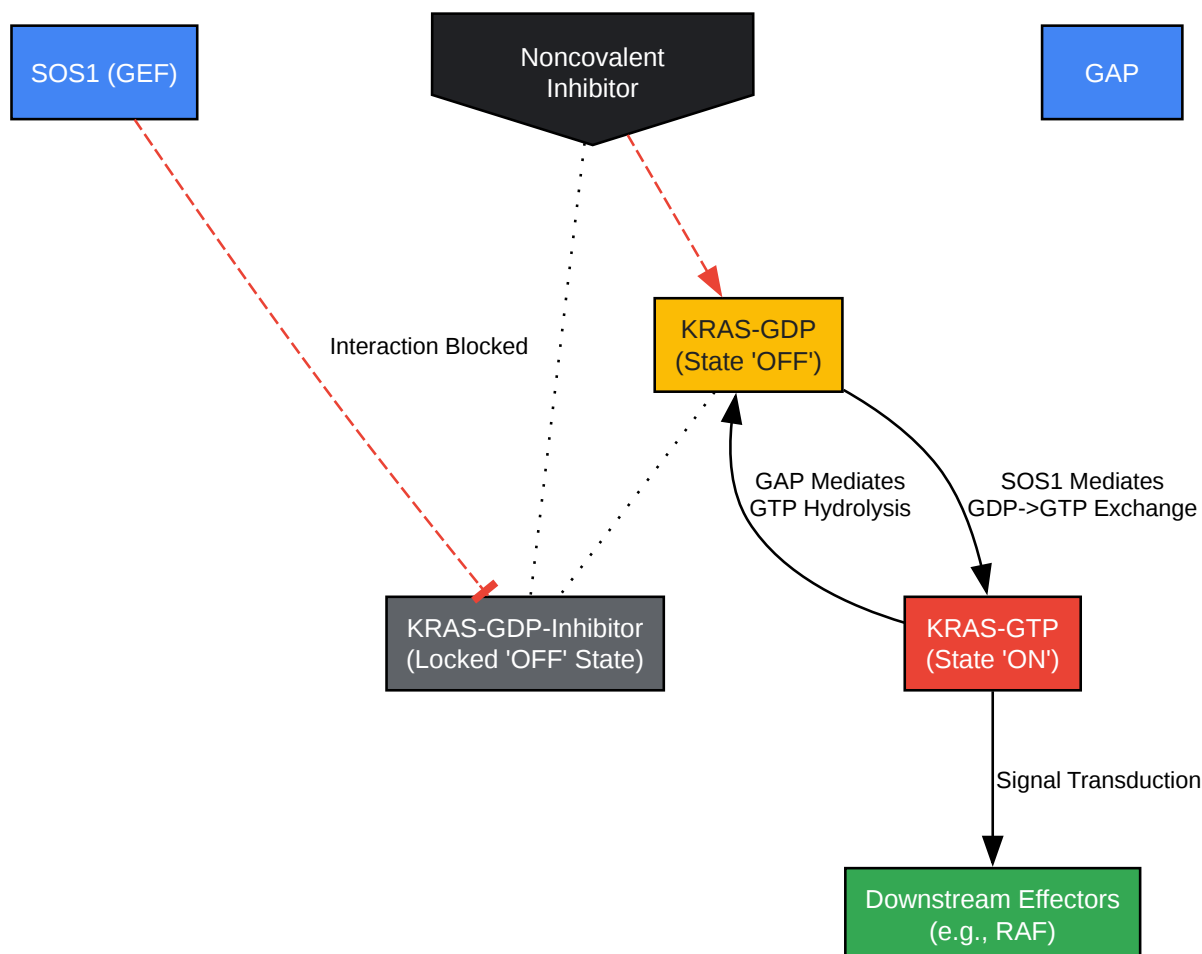 SOS1 (GEF)
Noncovalent
Inhibitor
GAP
Interaction Blocked
KRAS-GDP
(State 'OFF')
GAP Mediates
GTP Hydrolysis
SOS1 Mediates
GDP->GTP Exchange
KRAS-GDP-Inhibitor
(Locked 'OFF' State)
KRAS-GTP
(State 'ON')
Signal Transduction
Downstream Effectors
(e.g., RAF)